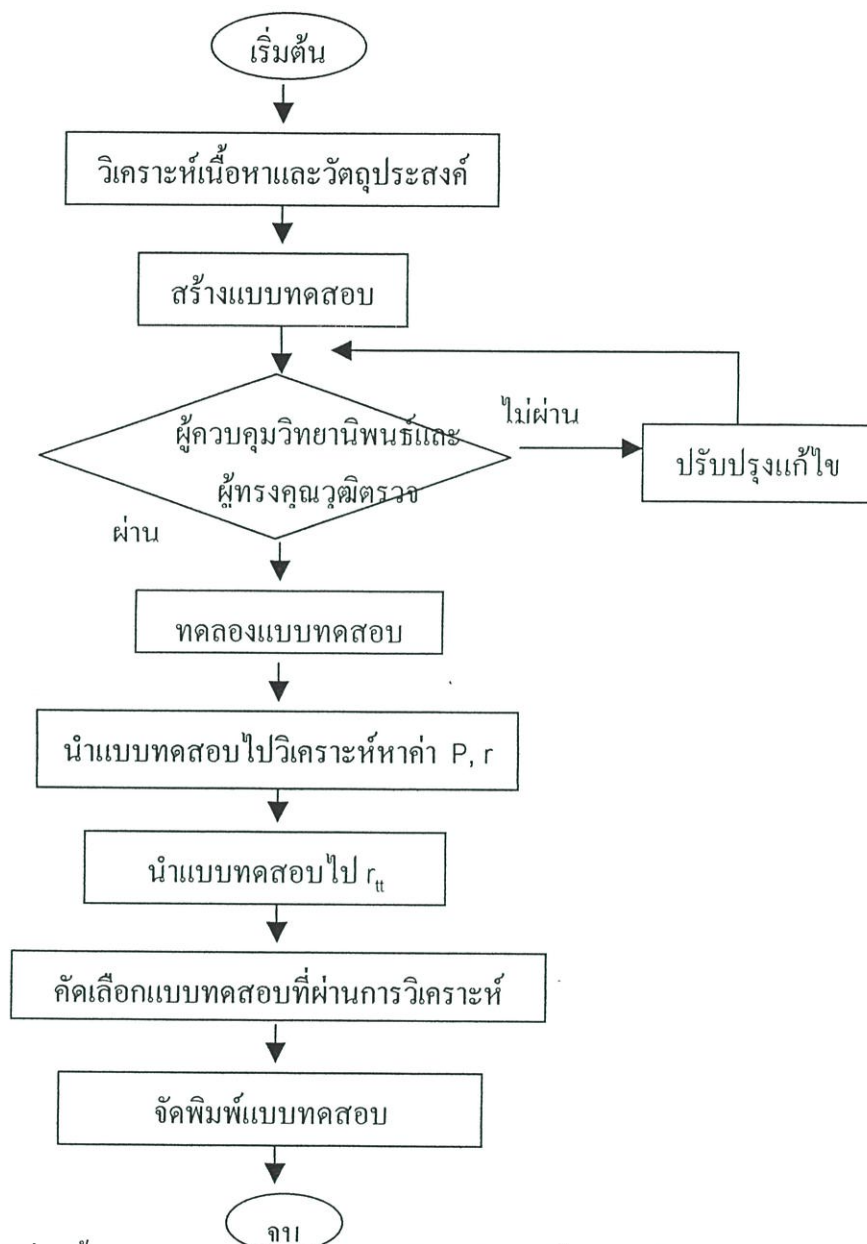 เริ่มต้น
วิเคราะห์เนื้อหาและวัตถุประสงค์
สร้างแบบทดสอบ
ผู้ควบคุมวิทยานิพนธ์และ
ผู้ทรงคุณวุฒิตรวจ
ไม่ผ่าน
ปรับปรุงแก้ไข
ผ่าน
ทดลองแบบทดสอบ
นำแบบทดสอบไปวิเคราะห์หาค่า P, r
นำแบบทดสอบไป rtt
คัดเลือกแบบทดสอบที่ผ่านการวิเคราะห์
จัดพิมพ์แบบทดสอบ
จบ